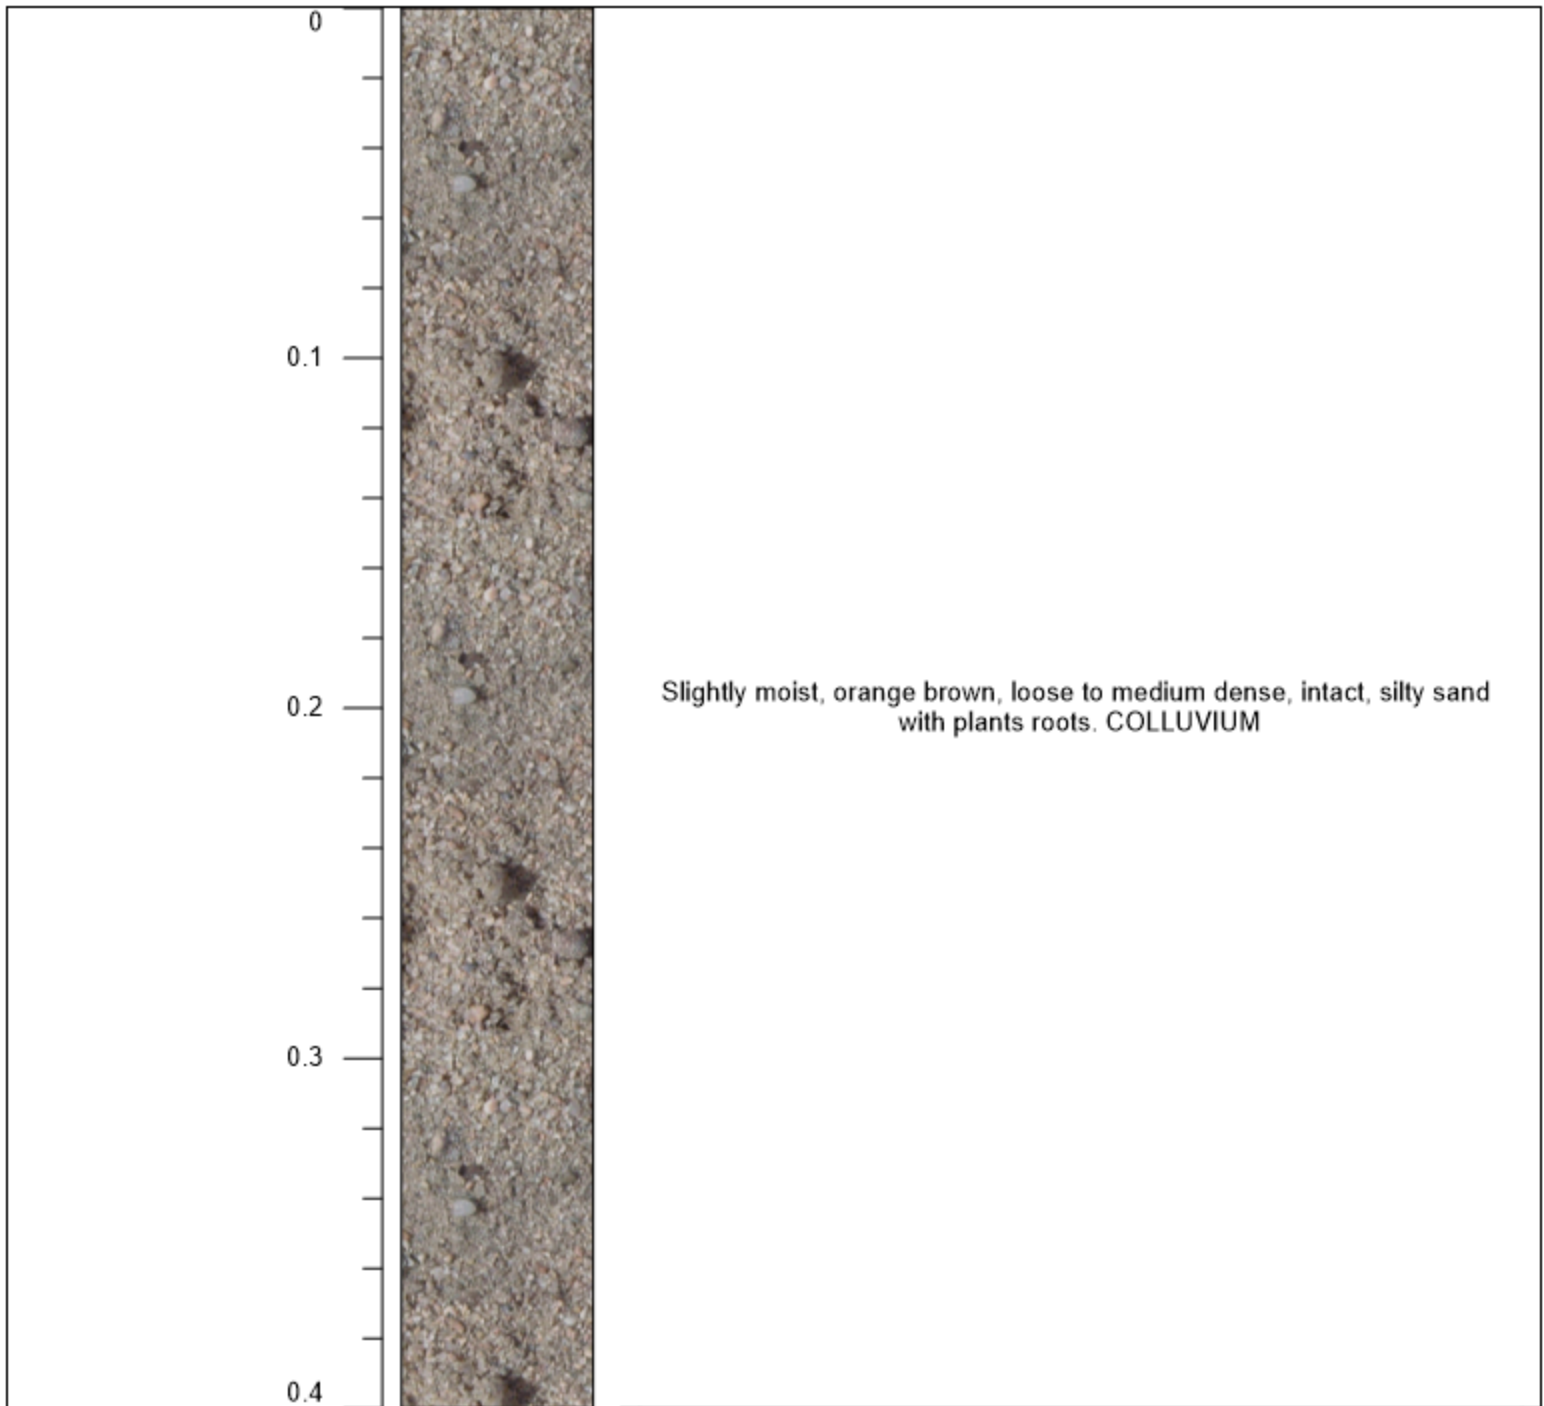 0
0.1
Slightly moist, orange brown, loose to medium dense, intact, silty sand
0.2
with plants roots. COLLUVIUM
0.3
0.4